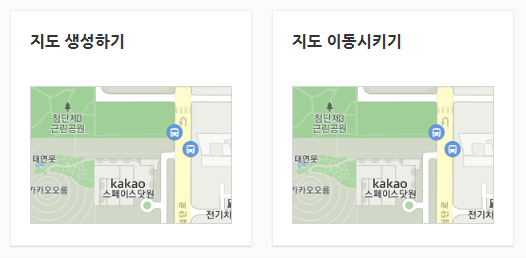 지도 생성하기
첨단제3
근린공원
태연못
카카오오름
kakao
스페이스닷원
전기차
지도 이동시키기
첨단제3
근린공원
태연못
카카오오름
kakao
스페이스닷원
전기차